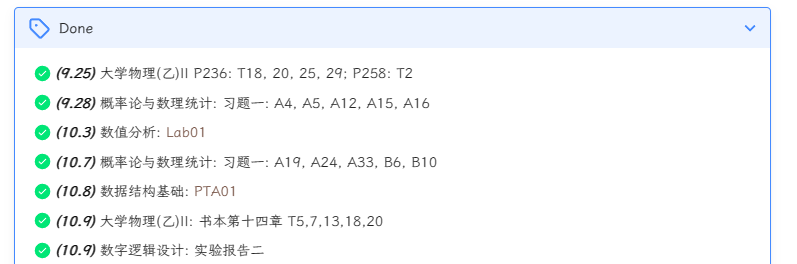 Done
(9.25) 大学物理(乙)II P236: T18, 20, 25, 29; P258: T2
(9.28) 概率论与数理统计: 习题一: A4, A5, A12, A15, A16
(10.3) 数值分析: Lab01
(10.7) 概率论与数理统计: 习题一: A19, A24, A33, B6, B10
(10.8) 数据结构基础: PTA01
(10.9) 大学物理(乙)II: 书本第十四章 T5,7,13,18,20
(10.9) 数字逻辑设计: 实验报告二